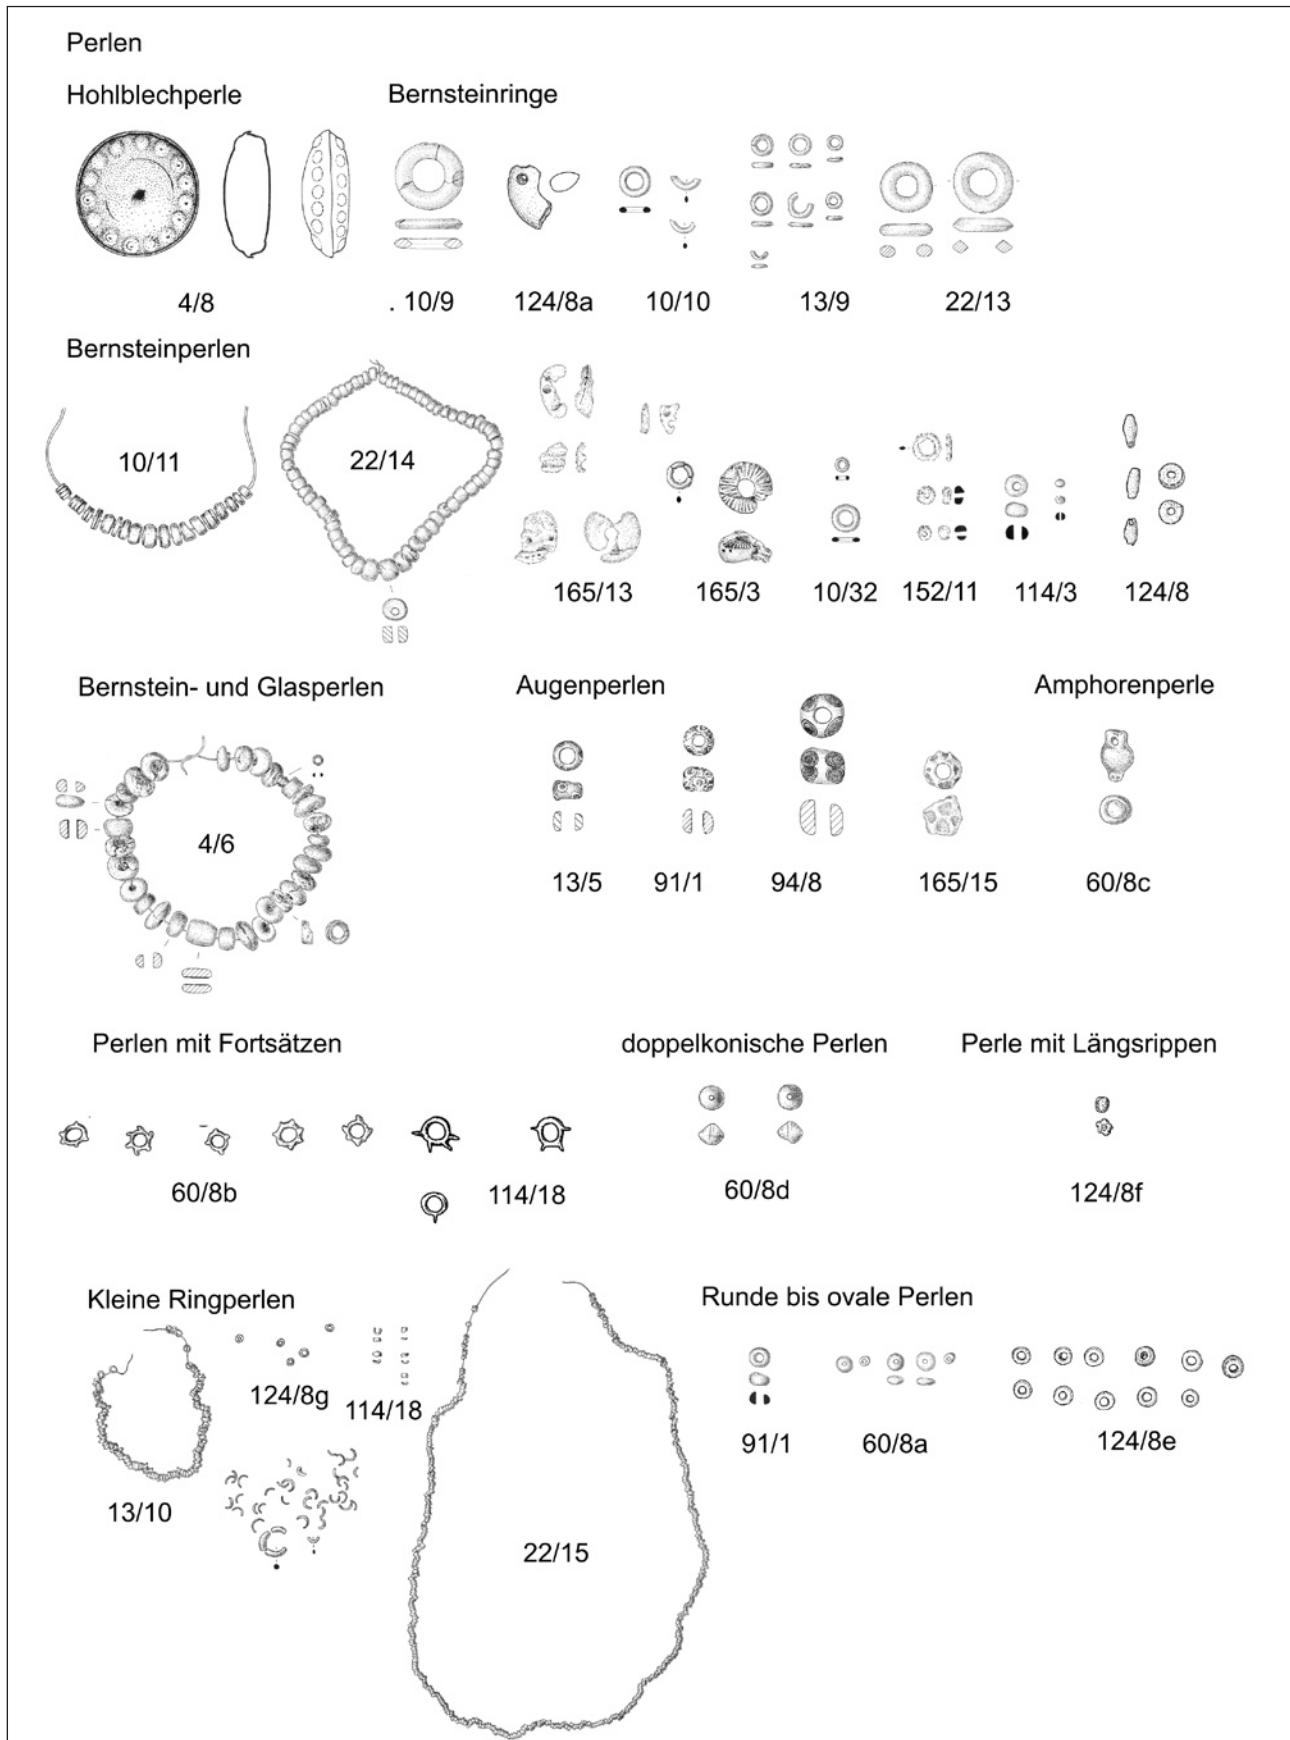 Perlen
Hohlblechperle
Bernsteinringe
4/8
. 10/9
124/8a
10/10
13/9
22/13
Bernsteinperlen
10/11
22/14
165/13
165/3
10/32
152/11
114/3
124/8
Bernstein- und Glasperlen
Augenperlen
Amphorenperle
4/6
13/5
91/1
94/8
165/15
60/8c
Perlen mit Fortsätzen
doppelkonische Perlen
Perle mit Längsrippen
60/8b
114/18
60/8d
124/8f
Kleine Ringperlen
Runde bis ovale Perlen
124/8g
114/18
13/10
22/15
91/1
60/8a
124/8e